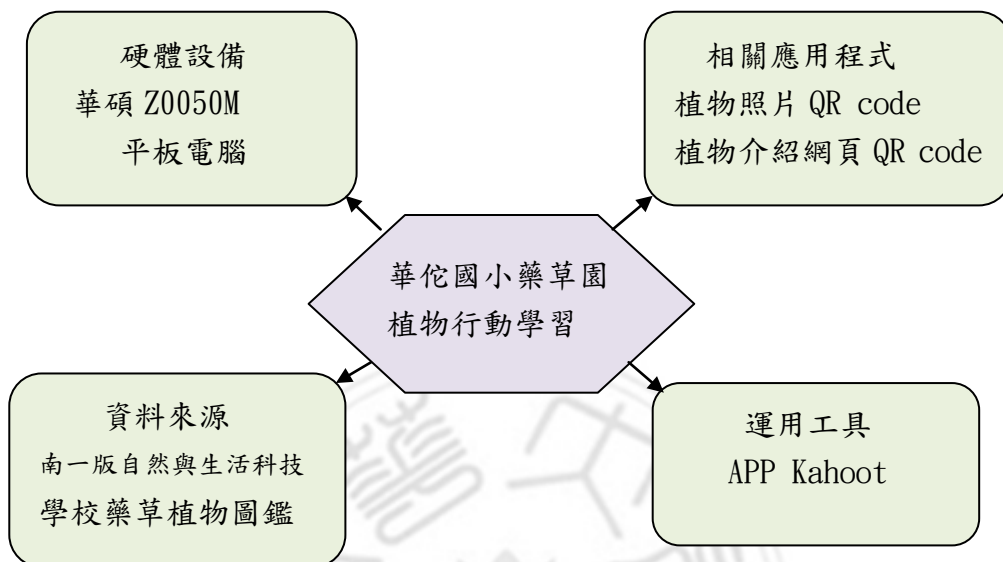 硬體設備
華碩 Z0050M
平板電腦
相關應用程式
植物照片 QR code
植物介紹網頁 QR code
華佗國小藥草園
植物行動學習
資料來源
南一版自然與生活科技
學校藥草植物圖鑑
運用工具
APP Kahoot